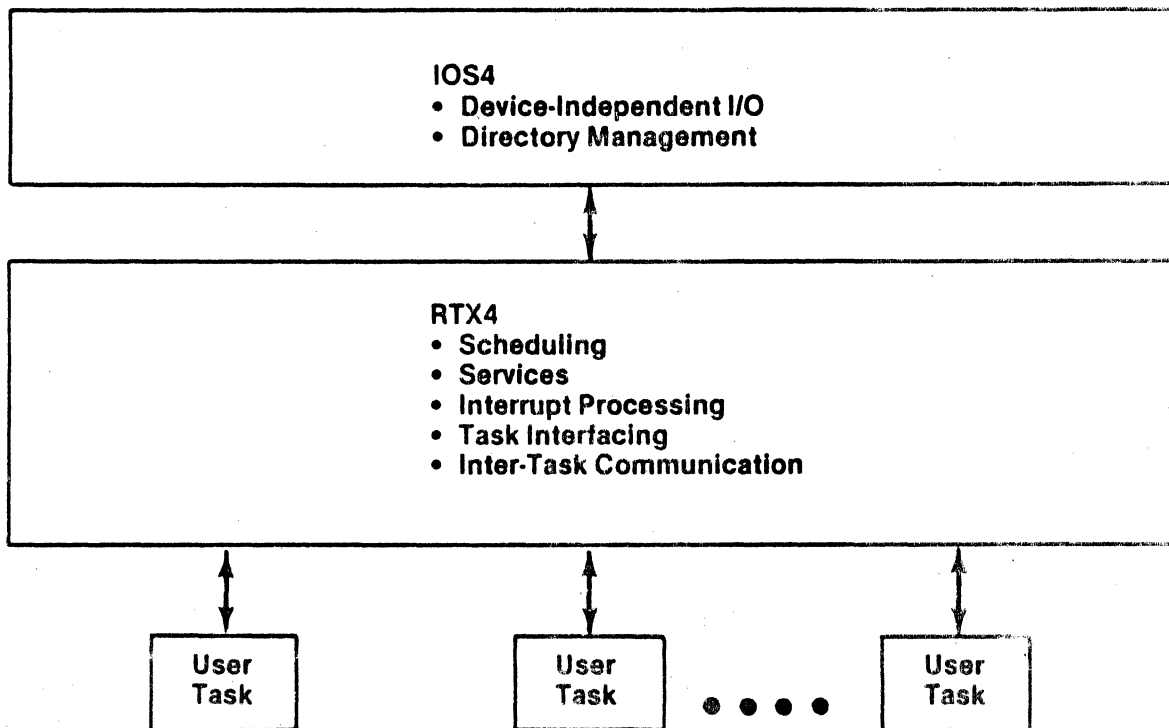 IOS4
• Device-Independent I/O
• Directory Management
RTX4
• Scheduling
• Services
• Interrupt Processing
• Task Interfacing
• Inter-Task Communication
User
Task
User
Task
User
Task